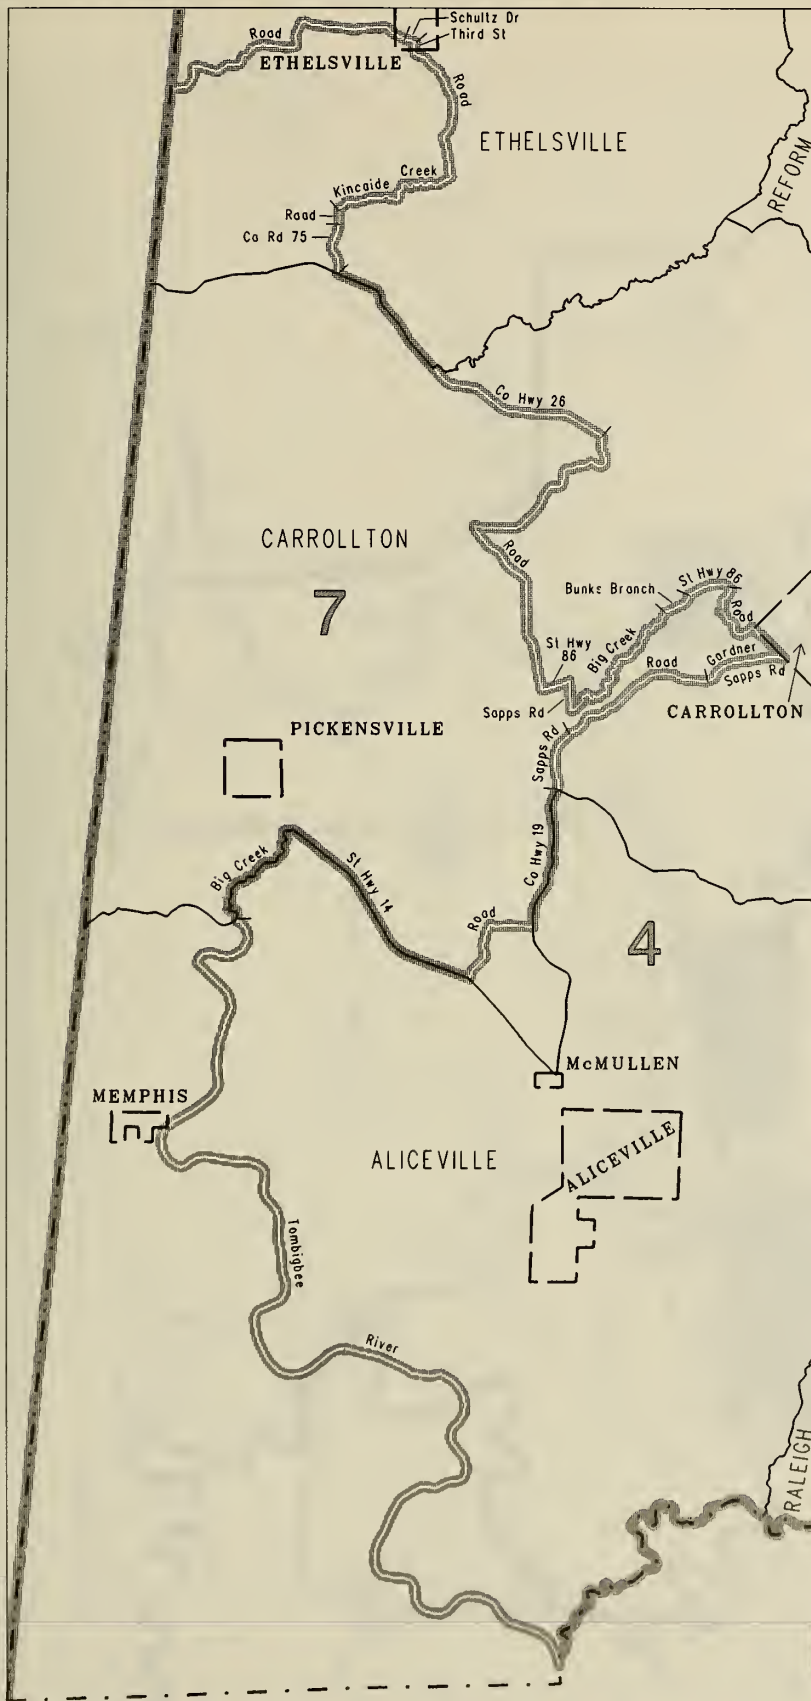 Schultz Dr
Third St
Road
ETHELSVILLE
Road
ETHELSVILLE
REFORM
Kincaide
Creek
Road
Co Rd 75
Co Hwy 26
CARROLLTON
7
Road
Bunks Branch
St Hwy 86
Road
St Hwy
86
Big Creek
Road
Gardner
Sapps Rd
Sapps Rd
CARROLLTON
PICKENSVILLE
Sapps Rd
Big Creek
St Hwy 14
Co Hwy 19
Road
4
McMULLEN
MEMPHIS
ALICEVILLE
ALICEVILLE
Tombigbee
River
RALEIGH